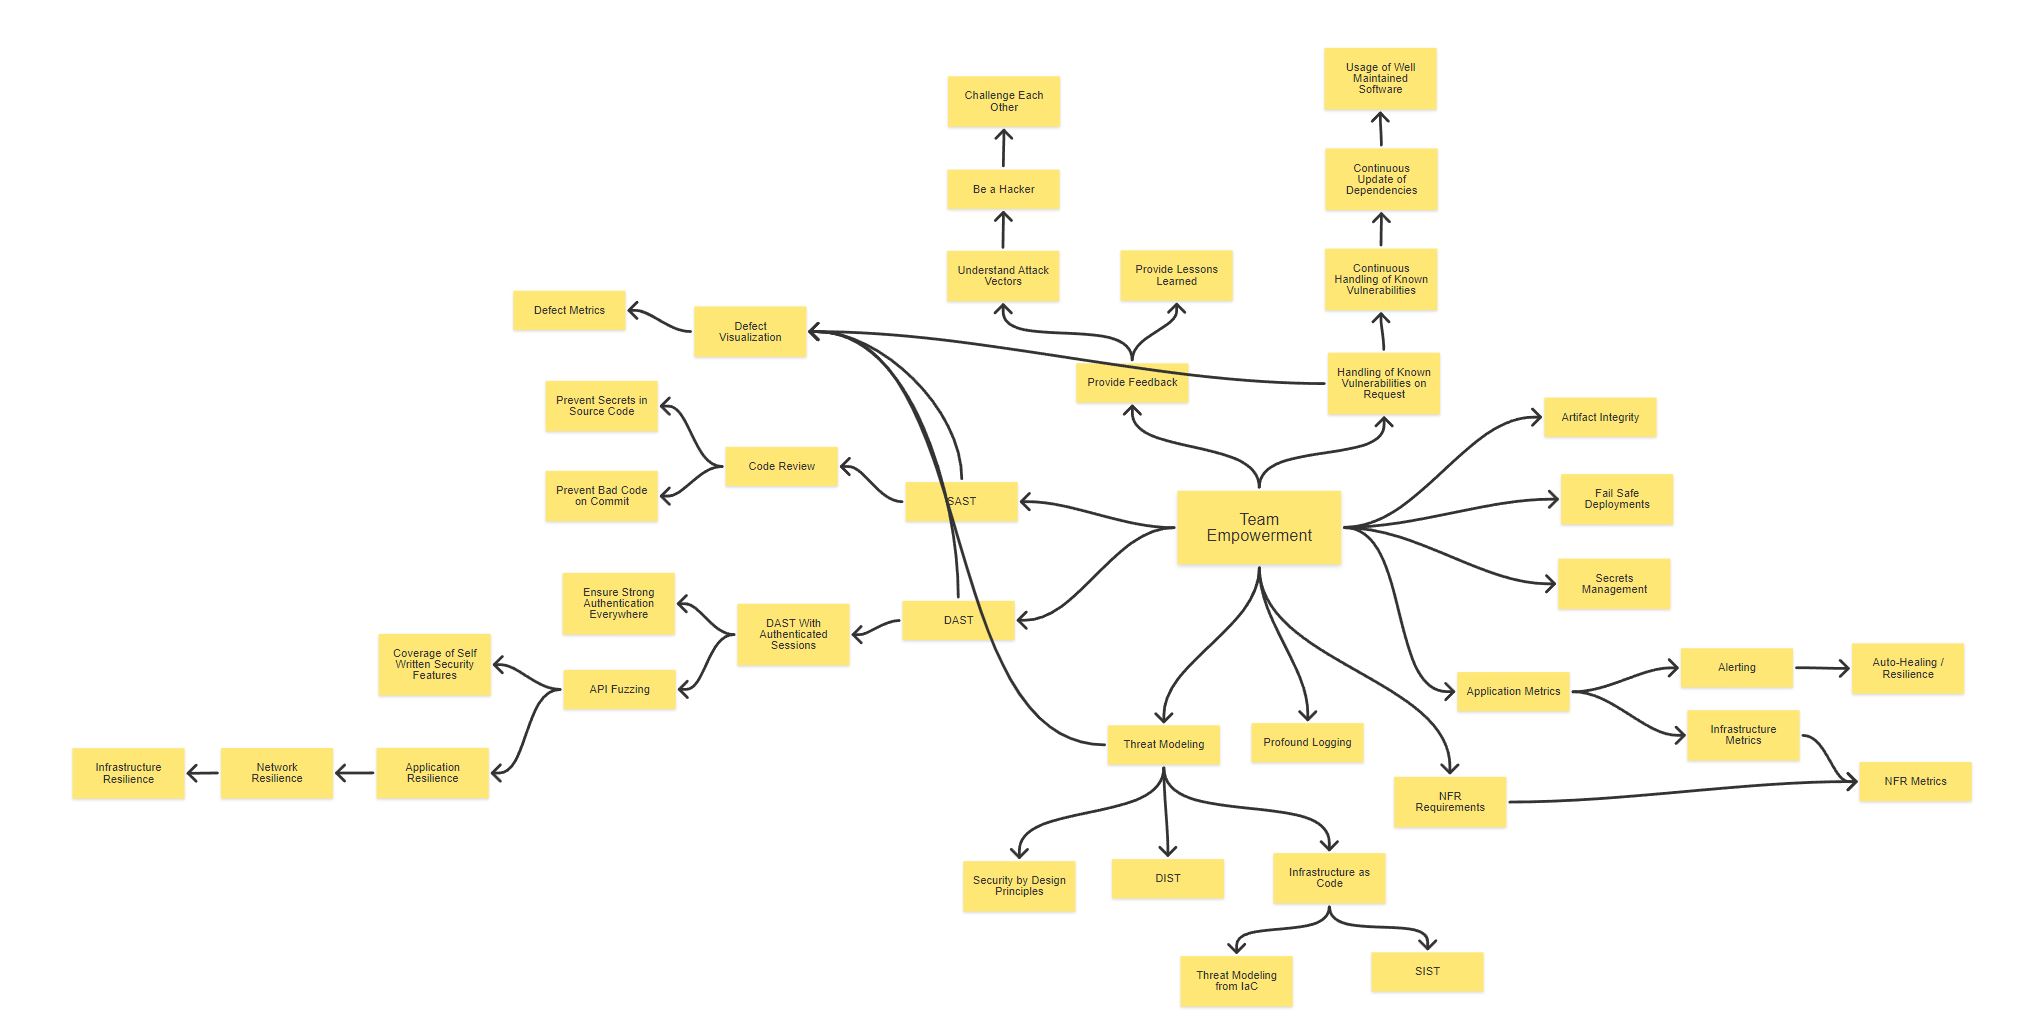 Usage of Well
Maintained
Software
Challenge Each
Other
Continuous
Update of
Dependencies
Be a Hacker
Understand Attack
Vectors
Provide Lessons
Learned
Continuous
Handling of Known
Vulnerabilities
Defect Metrics
Defect
Visualization
Provide Feedback
Handling of Known
Vulnerabilities on
Request
Prevent Secrets in
Source Code
Artifact Integrity
Code Review
Prevent Bad Code
on Commit
SAST
Team
Empowerment
Fail Safe
Deployments
Secrets
Management
Ensure Strong
Authentication
Everywhere
DAST With
Authenticated
Sessions
DAST
Coverage of Self
Written Security
Features
API Fuzzing
Application Metrics
Alerting
Auto-Healing /
Resilience
Infrastructure
Metrics
Threat Modeling
Profound Logging
Infrastructure
Resilience
Network
Resilience
Application
Resilience
NFR
Requirements
NFR Metrics
Security by Design
Principles
DIST
Infrastructure as
Code
Threat Modeling
from IaC
SIST